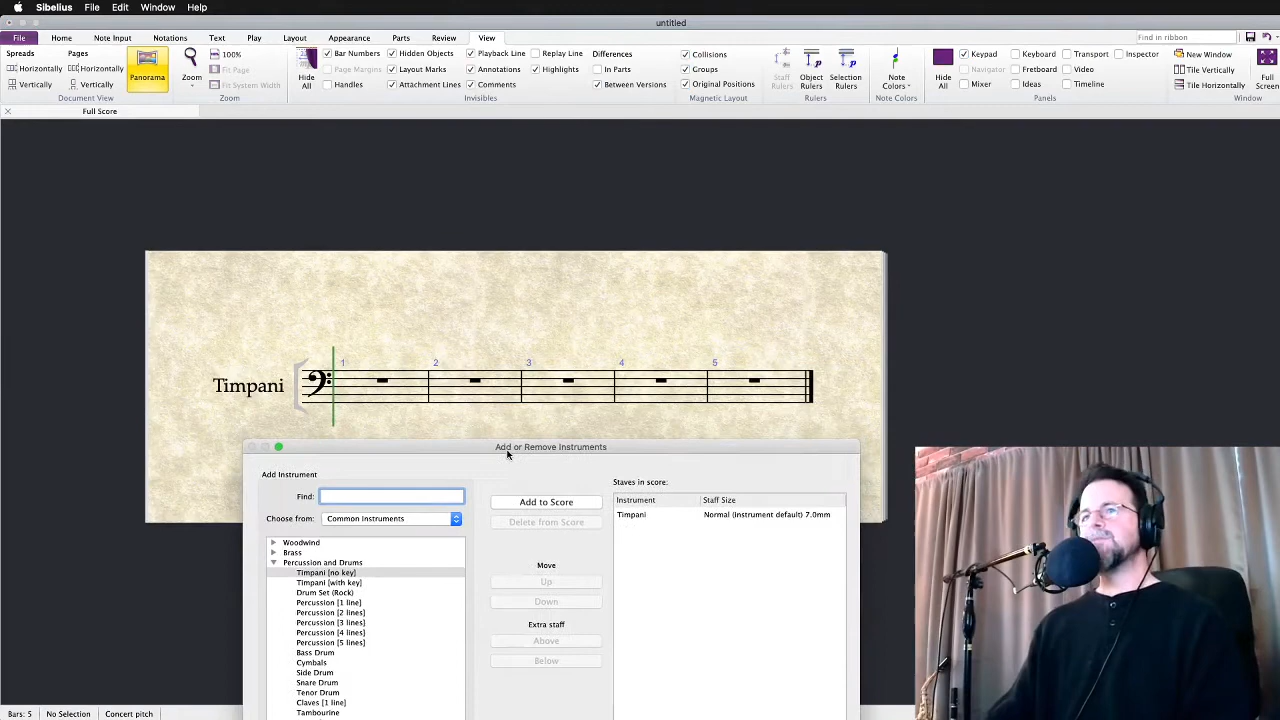 Sibelius File Edit Window Help
untitled
File Home Note Input Notations Text Play Layout Appearance Parts Review View Find in ribbon
Spreads Pages 100% Bar Numbers Hidden Objects Playback Line Replay Line Differences Collisions Keypad Keyboard Transport Inspector New Window
Horizontally Horizontally Panorama Zoom Fit Page Hide All Page Margins Layout Marks Annotations Highlights In Parts Groups Staff Rulers Object Rulers Selection Rulers Note Colors Hide All Navigator Fretboard Video Tile Vertically Full Screen
Vertically Vertically Fit System Width Handles Attachment Lines Comments Between Versions Original Positions Mixer Ideas Timeline Tile Horizontally
Document View Zoom Invisibles Magnetic Layout Rulers Note Colors Panels Window
Full Score
1 2 3 4 5
Timpani
Add or Remove Instruments
Add Instrument
Find:
Choose from: Common Instruments
Woodwind
Brass
Percussion and Drums
Timpani [no key]
Timpani [with key]
Drum Set (Rock)
Percussion [1 line]
Percussion [2 lines]
Percussion [3 lines]
Percussion [4 lines]
Percussion [5 lines]
Bass Drum
Cymbals
Side Drum
Snare Drum
Tenor Drum
Claves [1 line]
Tambourine
Add to Score
Delete from Score
Move
Up
Down
Extra staff
Above
Below
Staves in score:
Instrument Staff Size
Timpani Normal (instrument default) 7.0mm
Bars: 5 No Selection Concert pitch